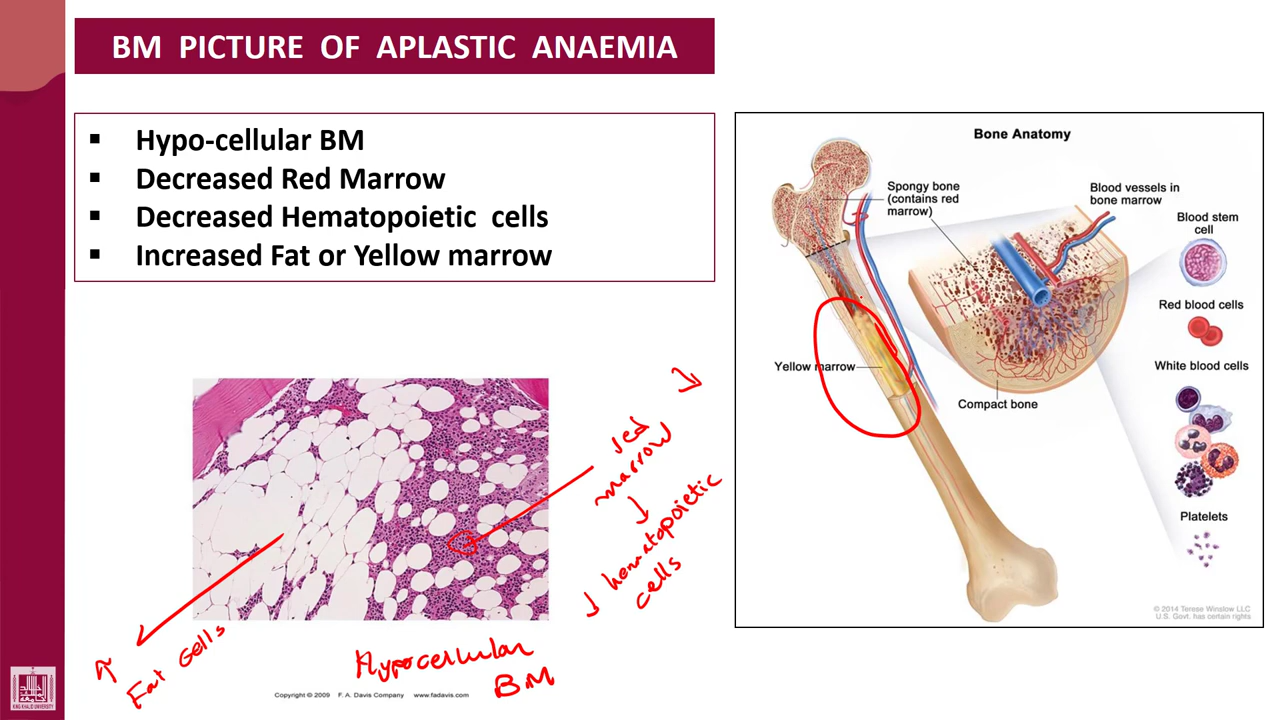 BM PICTURE OF APLASTIC ANAEMIA
▪ Hypo-cellular BM
▪ Decreased Red Marrow
▪ Decreased Hematopoietic cells
▪ Increased Fat or Yellow marrow
↑ Fat cells
Hypocellular
BM
↓ red
marrow
↓
↓ hematopoietic
cells
Copyright © 2009 F. A. Davis Company www.fadavis.com
Bone Anatomy
Spongy bone
(contains red
marrow)
Blood vessels in
bone marrow
Blood stem
cell
Red blood cells
White blood cells
Yellow marrow
Compact bone
Platelets
© 2014 Terese Winslow LLC
U.S. Govt. has certain rights
KING KHALID UNIVERSITY